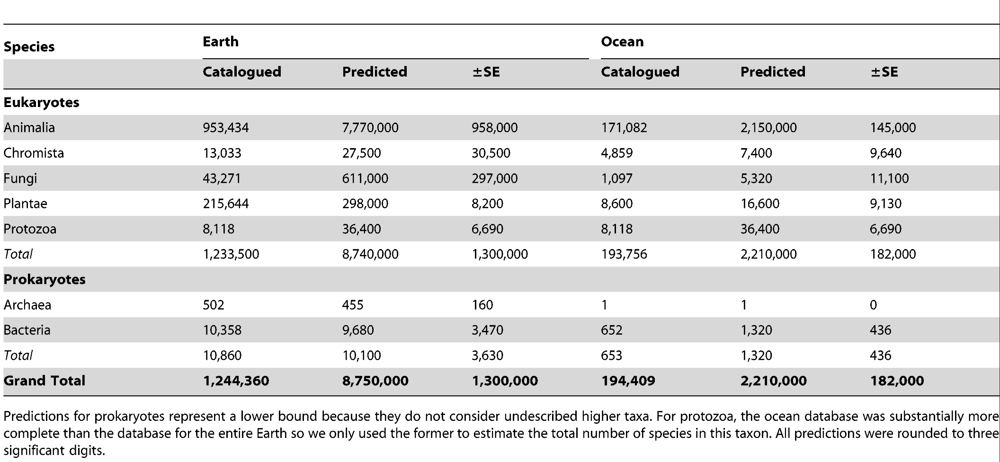 Species Earth Ocean
Catalogued Predicted ±SE Catalogued Predicted ±SE
Eukaryotes
Animalia 953,434 7,770,000 958,000 171,082 2,150,000 145,000
Chromista 13,033 27,500 30,500 4,859 7,400 9,640
Fungi 43,271 611,000 297,000 1,097 5,320 11,100
Plantae 215,644 298,000 8,200 8,600 16,600 9,130
Protozoa 8,118 36,400 6,690 8,118 36,400 6,690
Total 1,233,500 8,740,000 1,300,000 193,756 2,210,000 182,000
Prokaryotes
Archaea 502 455 160 1 1 0
Bacteria 10,358 9,680 3,470 652 1,320 436
Total 10,860 10,100 3,630 653 1,320 436
Grand Total 1,244,360 8,750,000 1,300,000 194,409 2,210,000 182,000
Predictions for prokaryotes represent a lower bound because they do not consider undescribed higher taxa. For protozoa, the ocean database was substantially more
complete than the database for the entire Earth so we only used the former to estimate the total number of species in this taxon. All predictions were rounded to three
significant digits.